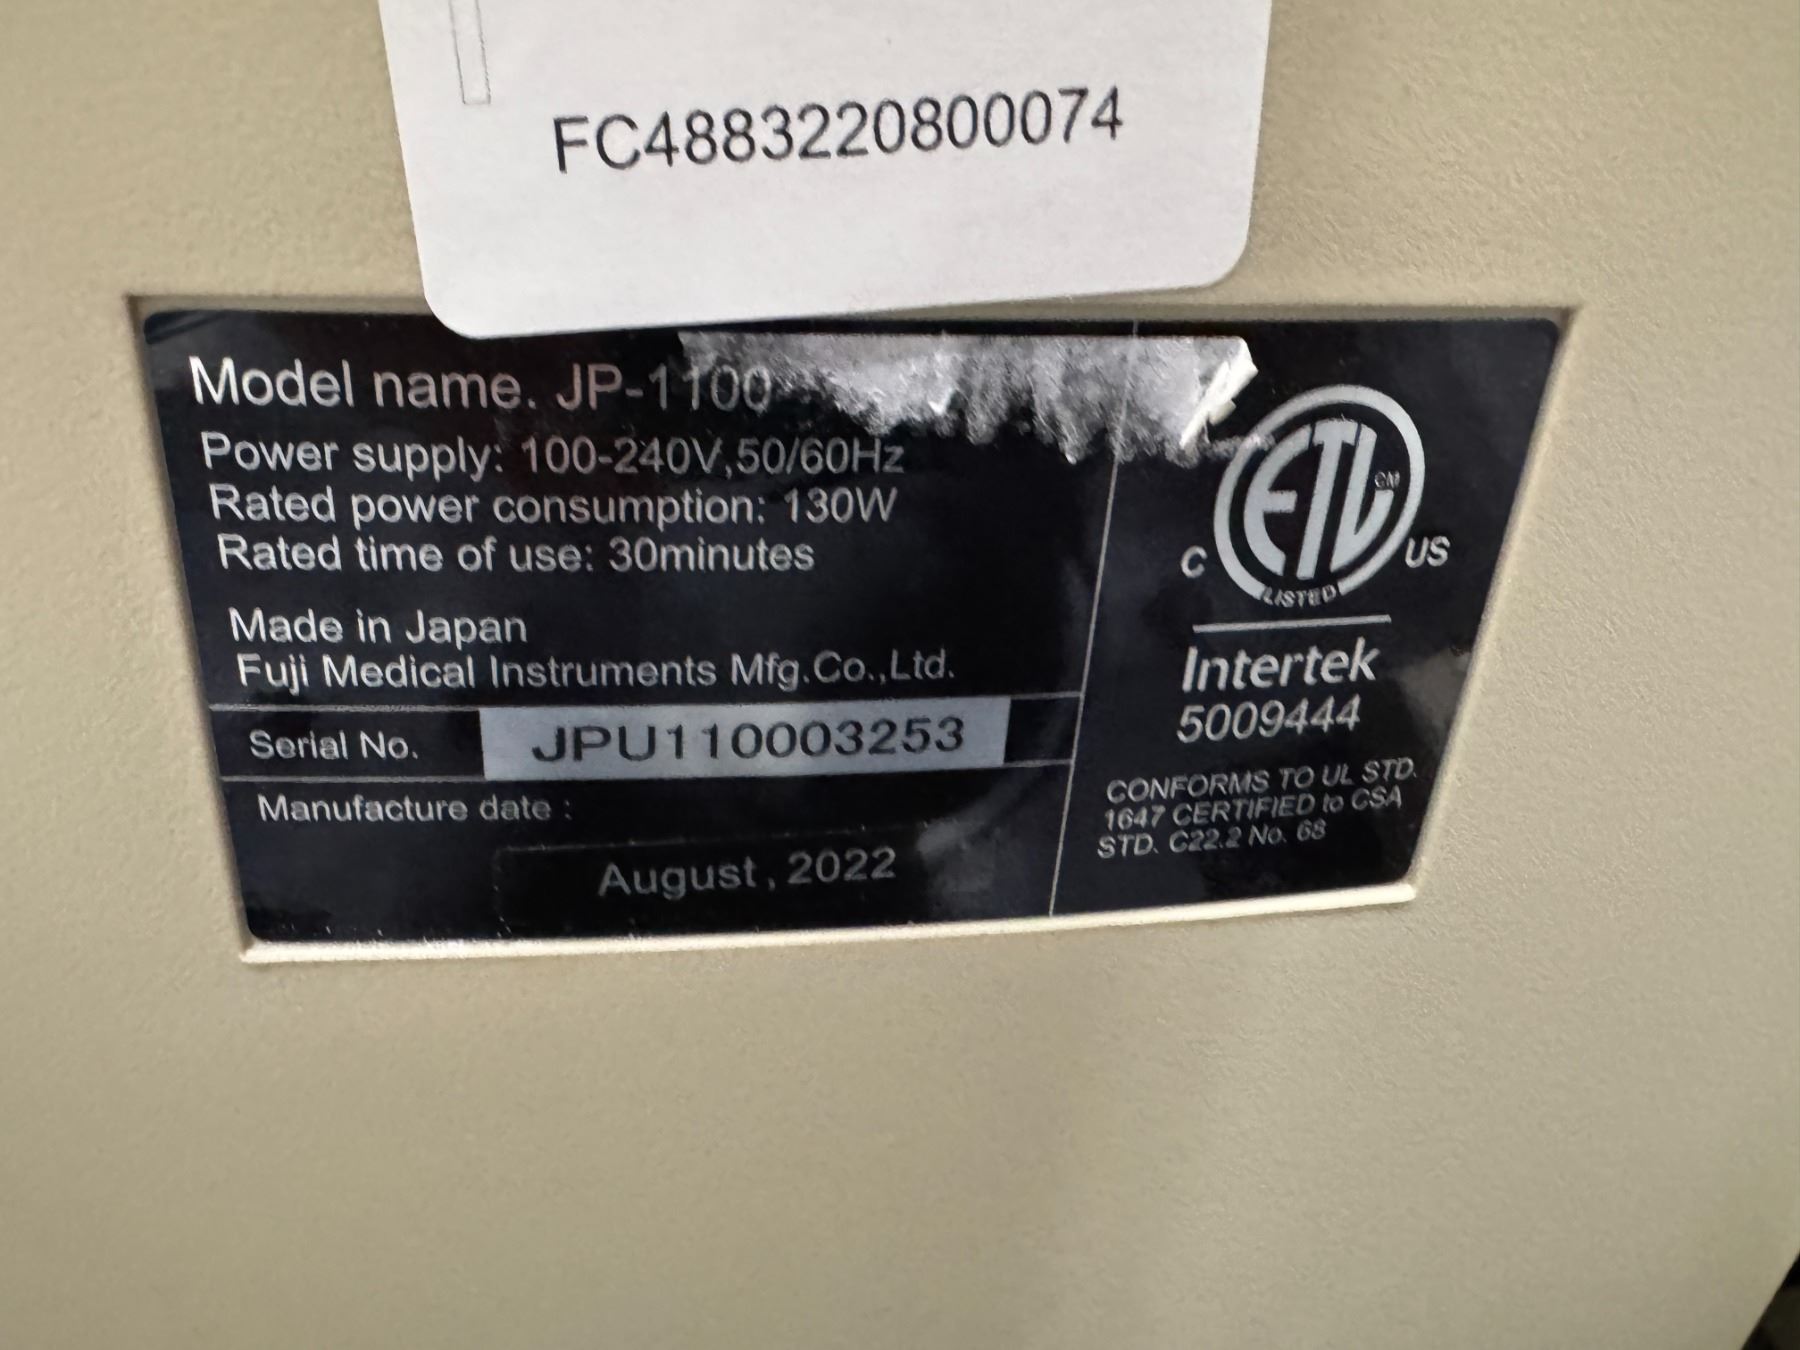 FC4883220800074
Model name. JP-1100
Power supply: 100-240V,50/60Hz
Rated power consumption: 130W
Rated time of use: 30minutes
Made in Japan
Fuji Medical Instruments Mfg.Co.,Ltd.
Serial No. JPU110003253
Manufacture date :
August, 2022
ETL CM
C US
LISTED
Intertek
5009444
CONFORMS TO UL STD.
1647 CERTIFIED to CSA
STD. C22.2 No. 68